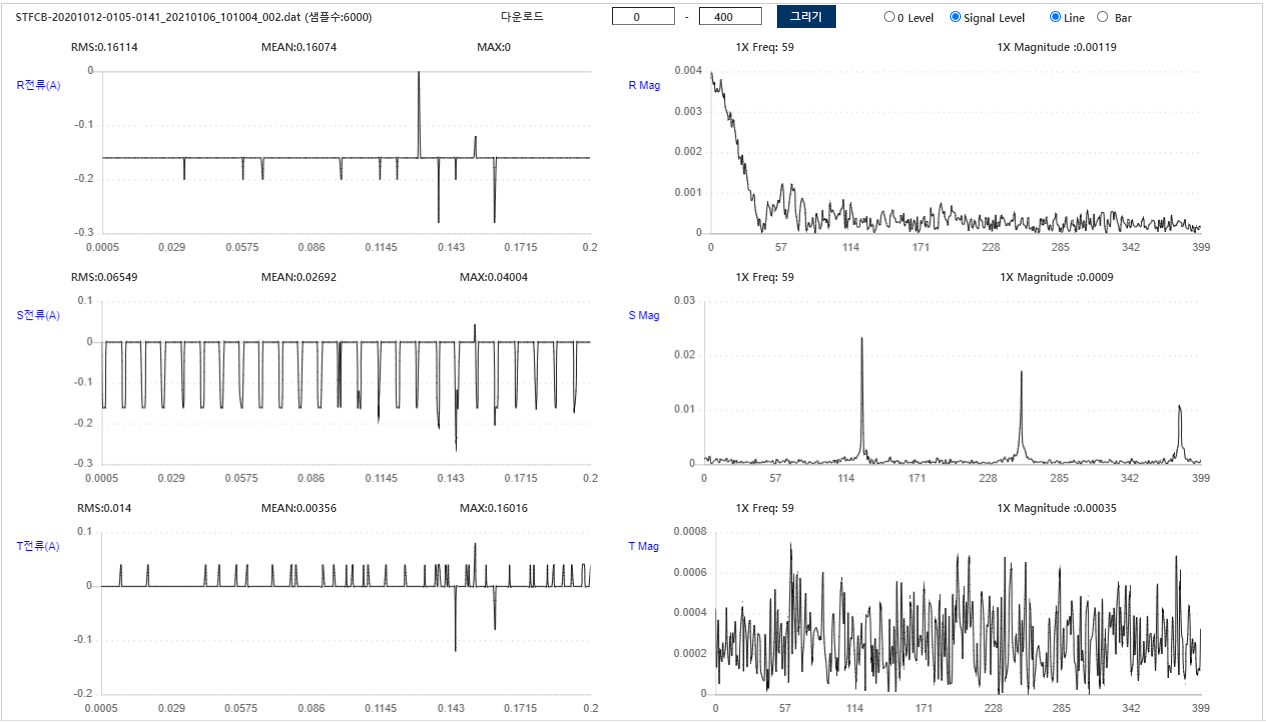 STFCB-20201012-0105-0141_20210106_101004_002.dat (샘플수:6000) 다운로드 0 - 400 그리기 0 Level Signal Level Line Bar
RMS:0.16114 MEAN:0.16074 MAX:0
R전류(A)
0
-0.1
-0.2
-0.3
0.0005 0.029 0.0575 0.086 0.1145 0.143 0.1715 0.2
1X Freq: 59 1X Magnitude :0.00119
R Mag
0.004
0.003
0.002
0.001
0
0 57 114 171 228 285 342 399
RMS:0.06549 MEAN:0.02692 MAX:0.04004
S전류(A)
0.1
0
-0.1
-0.2
-0.3
0.0005 0.029 0.0575 0.086 0.1145 0.143 0.1715 0.2
1X Freq: 59 1X Magnitude :0.0009
S Mag
0.03
0.02
0.01
0
0 57 114 171 228 285 342 399
RMS:0.014 MEAN:0.00356 MAX:0.16016
T전류(A)
0.1
0
-0.1
-0.2
0.0005 0.029 0.0575 0.086 0.1145 0.143 0.1715 0.2
1X Freq: 59 1X Magnitude :0.00035
T Mag
0.0008
0.0006
0.0004
0.0002
0
0 57 114 171 228 285 342 399